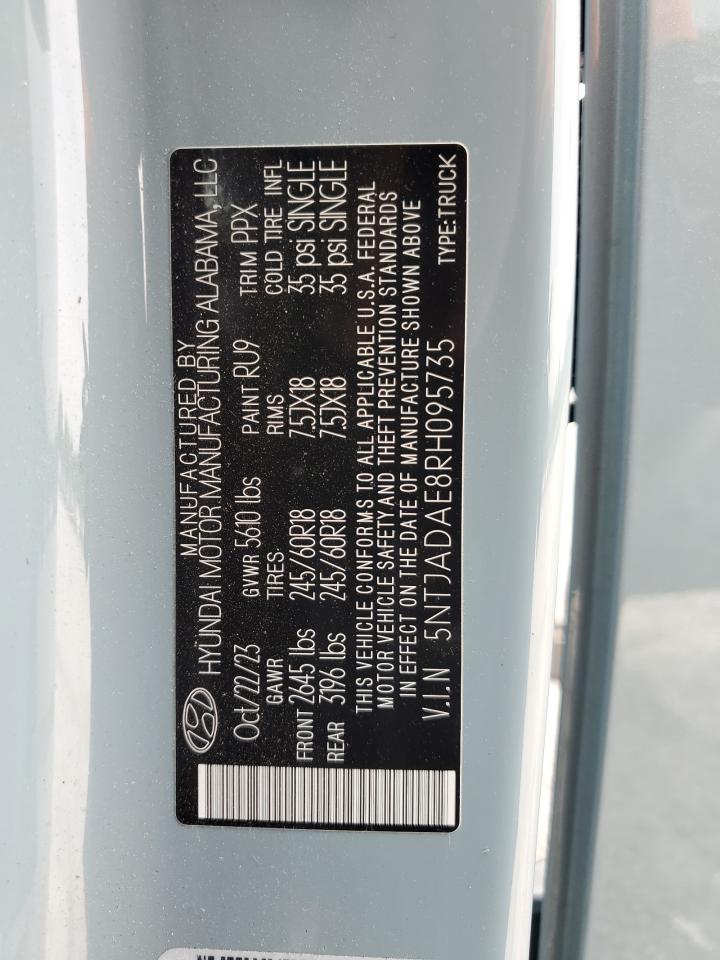 MANUFACTURED BY
HYUNDAI MOTOR MANUFACTURING ALABAMA, LLC
Oct/22/23 GVWR 5610 lbs PAINT RU9 TRIM PPX
GAWR TIRES RIMS COLD TIRE INFL
FRONT 2645 lbs 245/60R18 7.5JX18 35 psi SINGLE
REAR 3196 lbs 245/60R18 7.5JX18 35 psi SINGLE
THIS VEHICLE CONFORMS TO ALL APPLICABLE U.S.A. FEDERAL
MOTOR VEHICLE SAFETY AND THEFT PREVENTION STANDARDS
IN EFFECT ON THE DATE OF MANUFACTURE SHOWN ABOVE
V.I.N 5NTJADAE8RH095735 TYPE:TRUCK